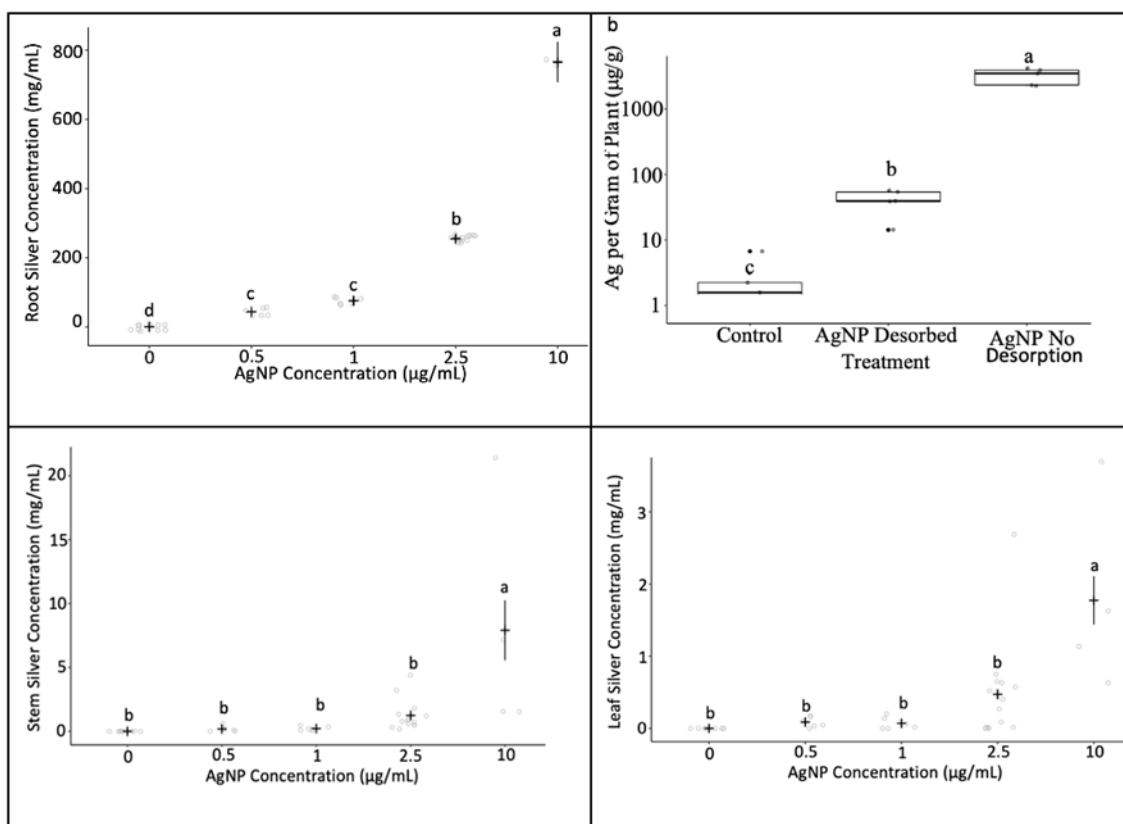 Root Silver Concentration (mg/mL)
800
600
400
200
0
d
c
c
b
a
0
0.5
1
2.5
10
AgNP Concentration (μg/mL)
b
Ag per Gram of Plant (μg/g)
1000
100
10
1
c
b
a
Control
AgNP Desorbed
Treatment
AgNP No
Desorption
Stem Silver Concentration (mg/mL)
20
15
10
5
0
b
b
b
b
a
0
0.5
1
2.5
10
AgNP Concentration (μg/mL)
Leaf Silver Concentration (mg/mL)
3
2
1
0
b
b
b
b
a
0
0.5
1
2.5
10
AgNP Concentration (μg/mL)